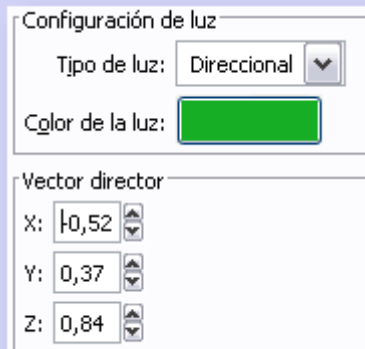 Configuración de luz
Tipo de luz: Direccional
Color de la luz:
Vector director
X: -0,52
Y: 0,37
Z: 0,84